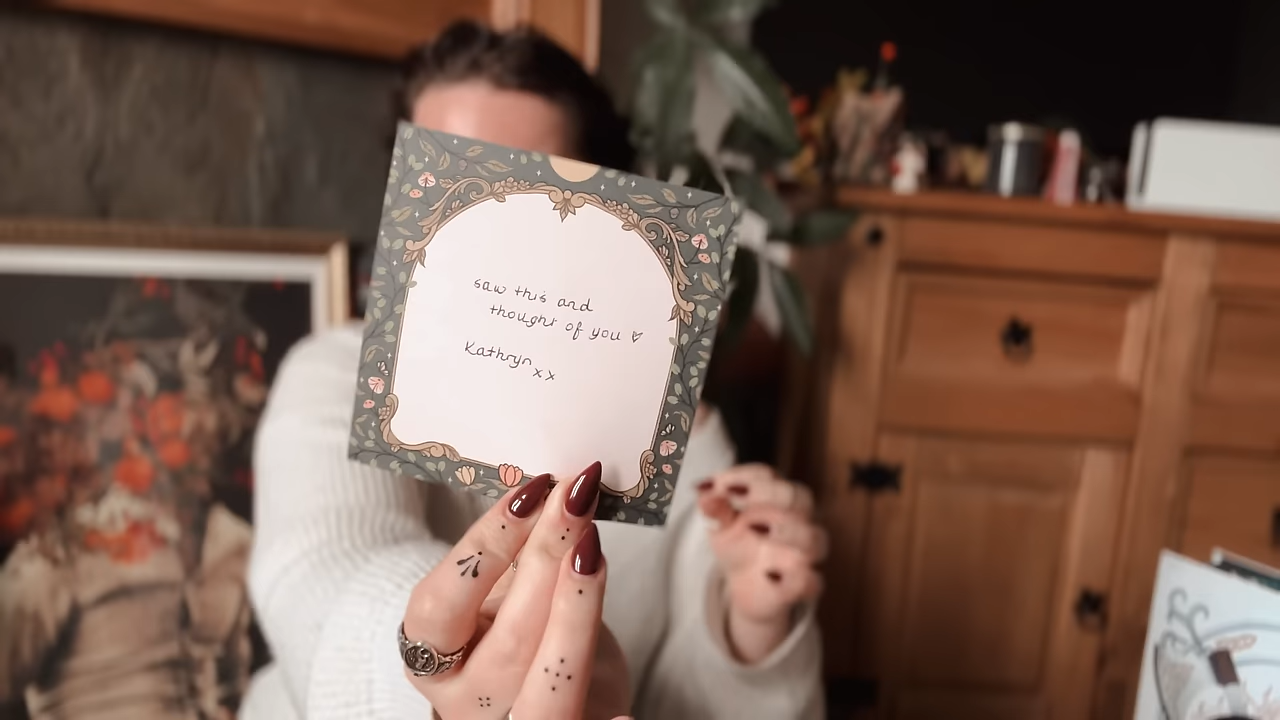 saw this and
thought of you ♡
Kathryn xx